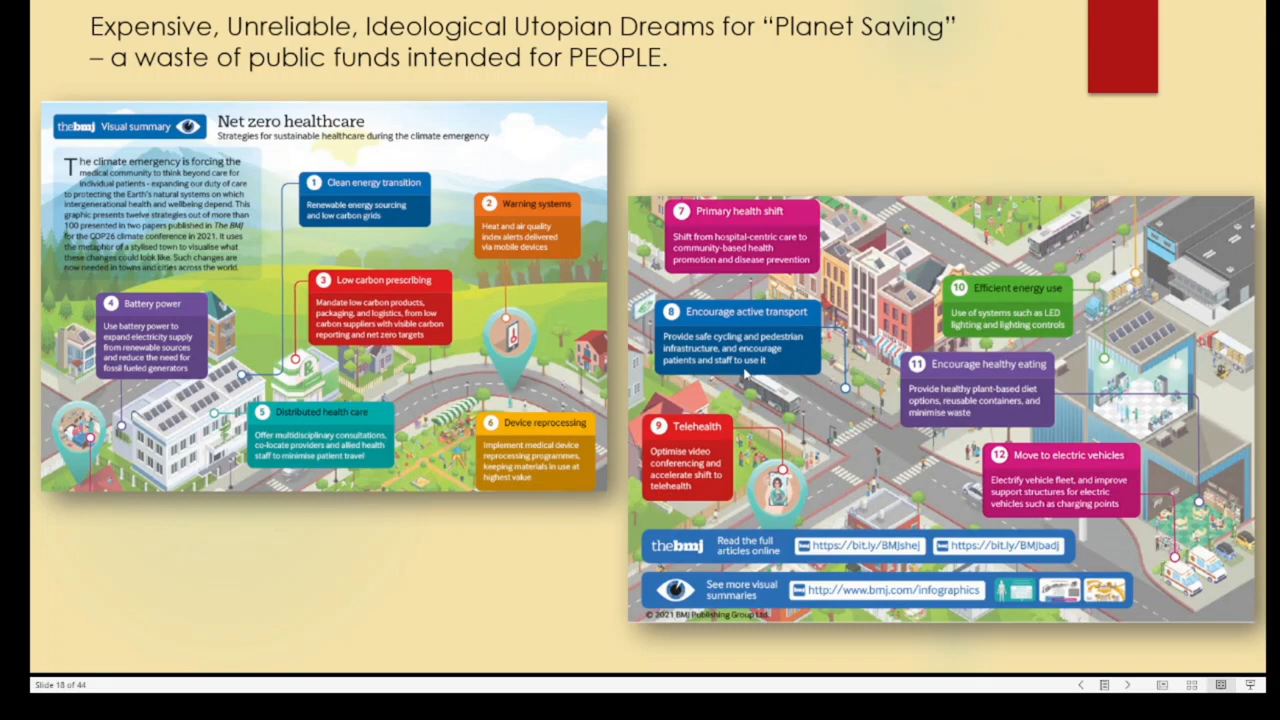 Expensive, Unreliable, Ideological Utopian Dreams for “Planet Saving”
– a waste of public funds intended for PEOPLE.
thebmj Visual summary
Net zero healthcare
Strategies for sustainable healthcare during the climate emergency
The climate emergency is forcing the
medical community to think beyond care for
individual patients - expanding our duty of care
to protecting the Earth's natural systems on which
intergenerational health and wellbeing depend. This
graphic presents twelve strategies out of more than
100 presented in two papers published in The BMJ
for the COP26 climate conference in 2021. It uses
the metaphor of a stylised town to visualise what
these changes could look like. Such changes are
now needed in towns and cities across the world.
1 Clean energy transition
Renewable energy sourcing
and low carbon grids
2 Warning systems
Heat and air quality
index alerts delivered
via mobile devices
3 Low carbon prescribing
Mandate low carbon products,
packaging, and logistics, from low
carbon suppliers with visible carbon
reporting and net zero targets
4 Battery power
Use battery power to
expand electricity supply
from renewable sources
and reduce the need for
fossil fueled generators
5 Distributed health care
Offer multidisciplinary consultations,
co-locate providers and allied health
staff to minimise patient travel
6 Device reprocessing
Implement medical device
reprocessing programmes,
keeping materials in use at
highest value
7 Primary health shift
Shift from hospital-centric care to
community-based health
promotion and disease prevention
8 Encourage active transport
Provide safe cycling and pedestrian
infrastructure, and encourage
patients and staff to use it
9 Telehealth
Optimise video
conferencing and
accelerate shift to
telehealth
10 Efficient energy use
Use of systems such as LED
lighting and lighting controls
11 Encourage healthy eating
Provide healthy plant-based diet
options, reusable containers, and
minimise waste
12 Move to electric vehicles
Electrify vehicle fleet, and improve
support structures for electric
vehicles such as charging points
thebmj
Read the full
articles online
https://bit.ly/BMJshej
https://bit.ly/BMJbadj
See more visual
summaries
http://www.bmj.com/infographics
© 2021 BMJ Publishing Group Ltd.
Slide 18 of 44